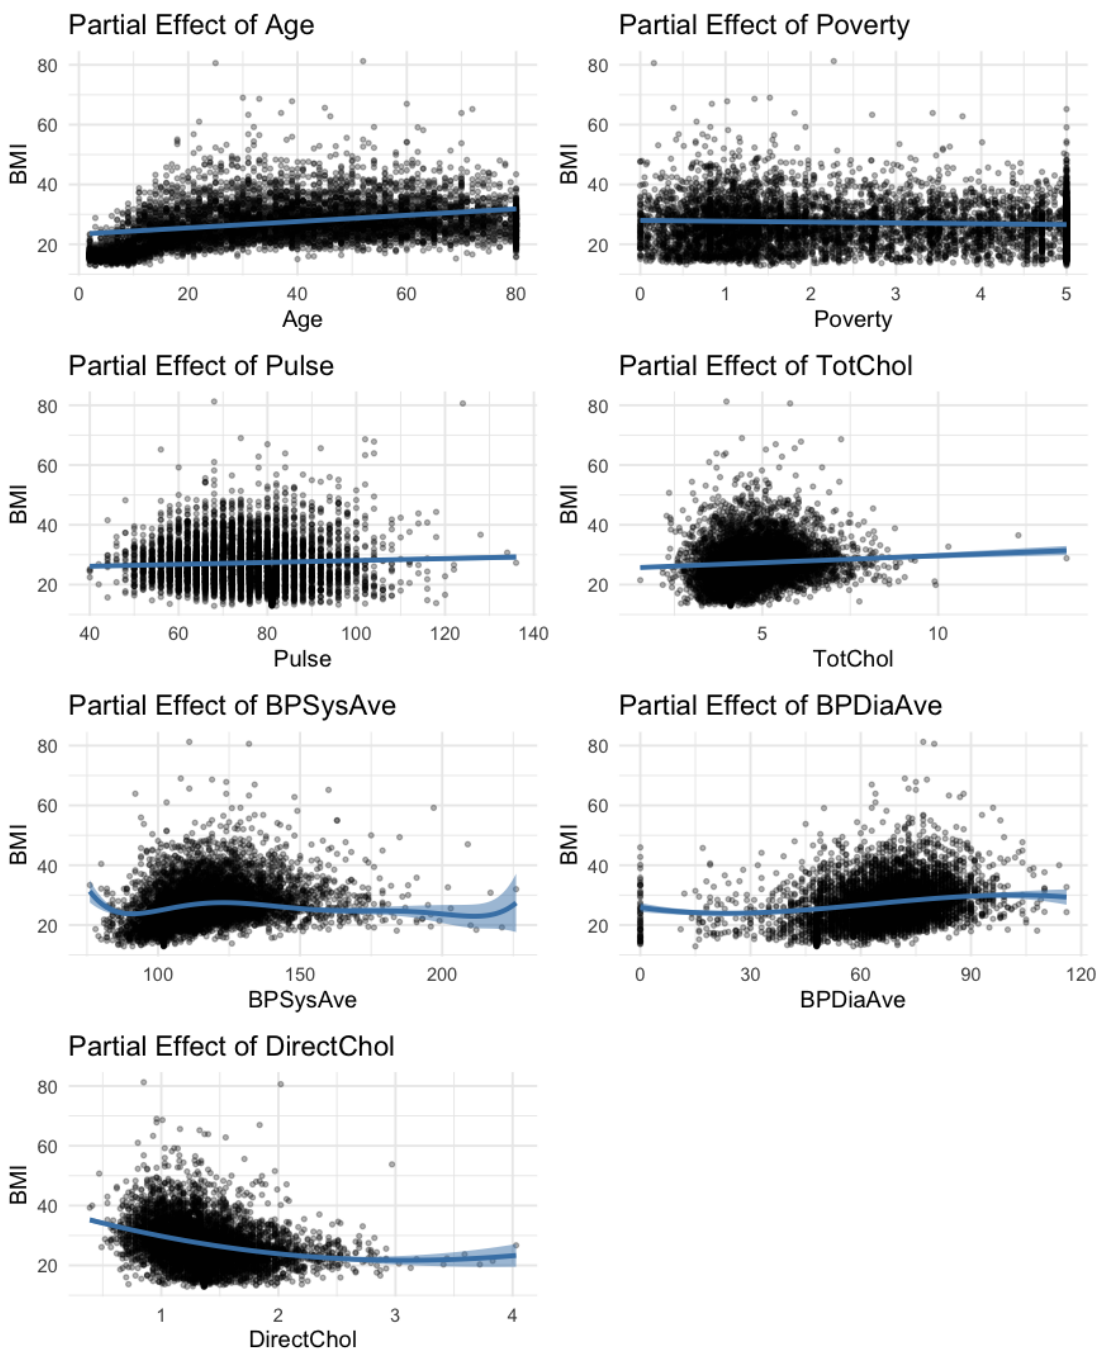 Partial Effect of Age
80
60
40
20
BMI
0 20 40 60 80
Age
Partial Effect of Poverty
80
60
40
20
BMI
0 1 2 3 4 5
Poverty
Partial Effect of Pulse
80
60
40
20
BMI
40 60 80 100 120 140
Pulse
Partial Effect of TotChol
80
60
40
20
BMI
5 10
TotChol
Partial Effect of BPSysAve
80
60
40
20
BMI
100 150 200
BPSysAve
Partial Effect of BPDiaAve
80
60
40
20
BMI
0 30 60 90 120
BPDiaAve
Partial Effect of DirectChol
80
60
40
20
BMI
1 2 3 4
DirectChol